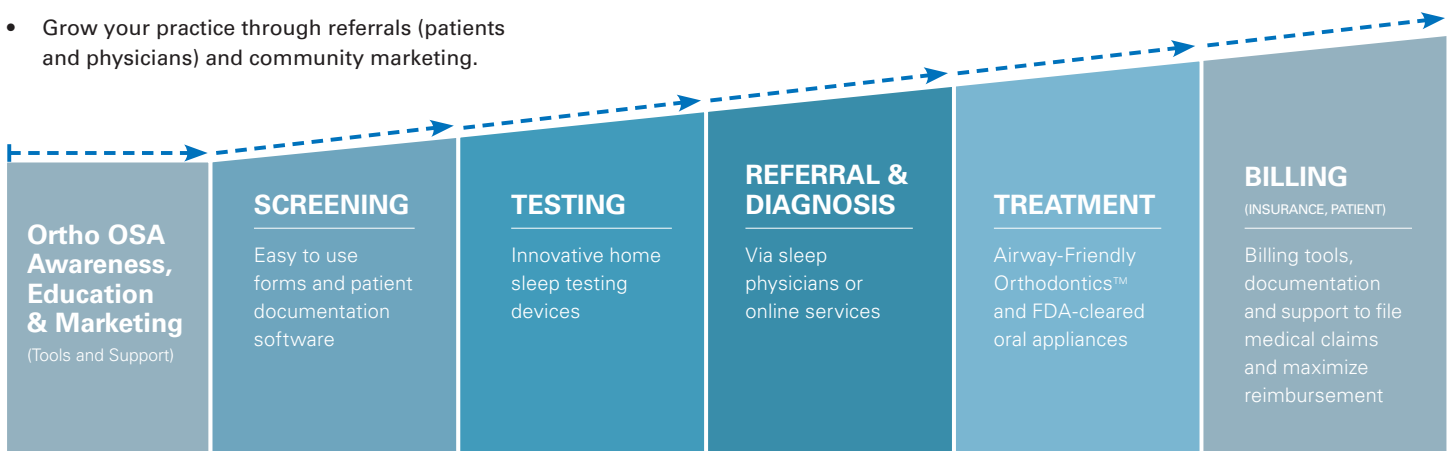 • Grow your practice through referrals (patients
and physicians) and community marketing.
Ortho OSA
Awareness,
Education
& Marketing
(Tools and Support)
SCREENING
Easy to use
forms and patient
documentation
software
TESTING
Innovative home
sleep testing
devices
REFERRAL &
DIAGNOSIS
Via sleep
physicians or
online services
TREATMENT
Airway-Friendly
Orthodontics™
and FDA-cleared
oral appliances
BILLING
(INSURANCE, PATIENT)
Billing tools,
documentation
and support to file
medical claims
and maximize
reimbursement